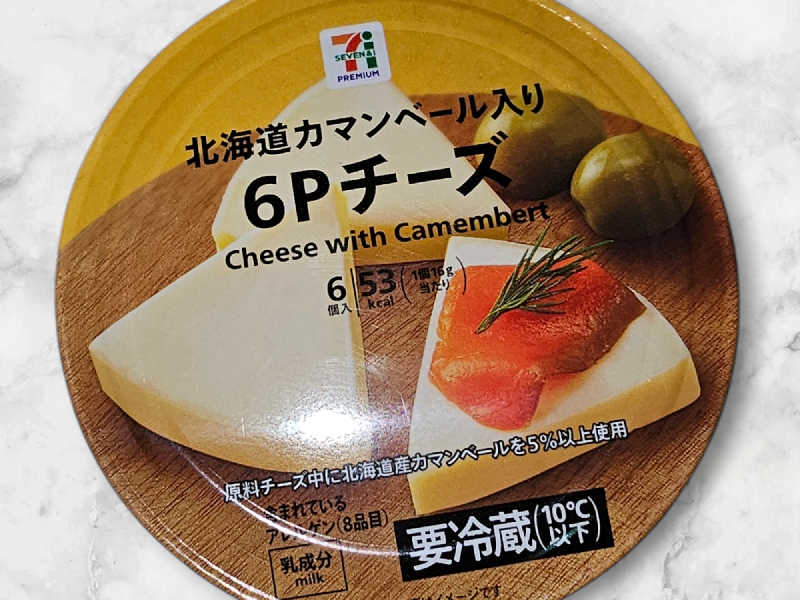 SEVEN&i
PREMIUM
北海道カマンベール入り
6Pチーズ
Cheese with Camembert
6個入 53kcal (1個16g当たり)
原料チーズ中に北海道産カマンベールを5%以上使用
含まれている
アレルゲン(8品目)
乳成分
milk
要冷蔵(10℃以下)